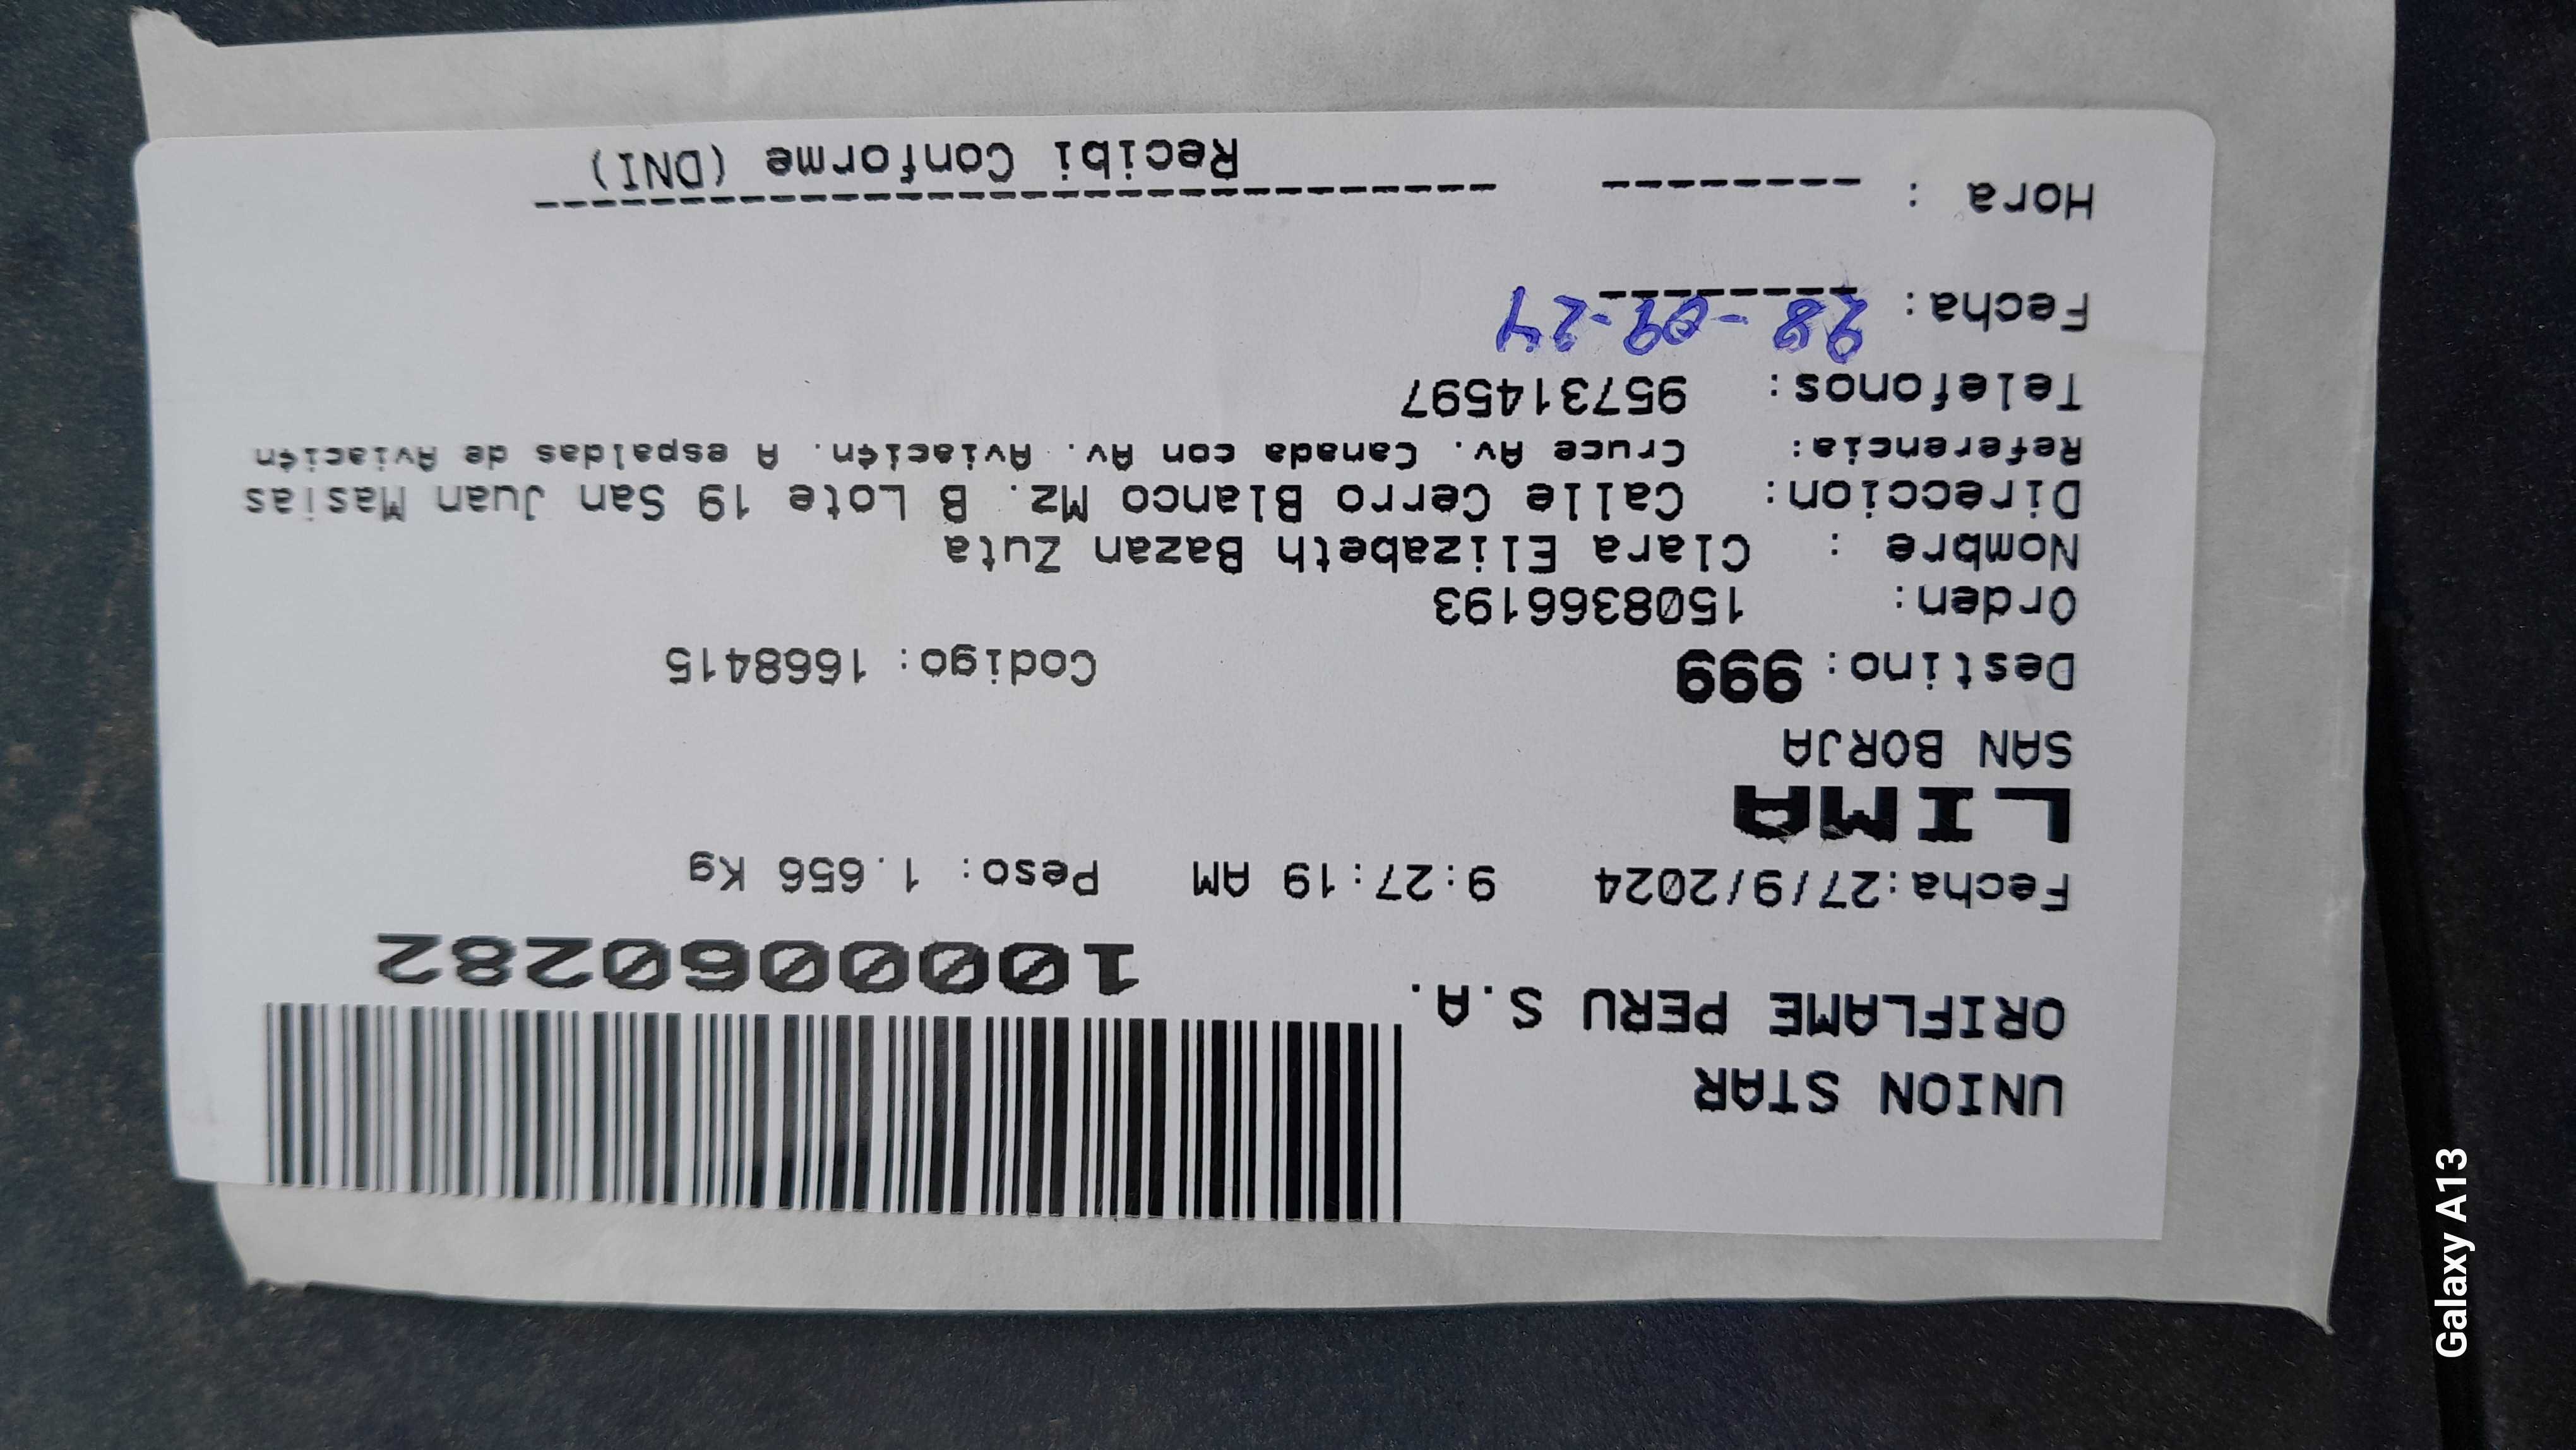 UNION STAR
ORIFLAME PERU S.A.
1000060282
Fecha:27/9/2024 9:27:19 AM Peso: 1.656 Kg
LIMA
SAN BORJA
Destino: 999 Codigo: 1668415
Orden: 1508366193
Nombre : Clara Elizabeth Bazan Zuta
Direccion: Calle Cerro Blanco Mz. B Lote 19 San Juan Masias
Referencia: Cruce Av. Canada con Av. Aviaci¢n. A espaldas de Aviaci¢n
Telefonos: 957314597
Fecha: 28-09-24
Hora :
Recibi Conforme (DNI)
Galaxy A13